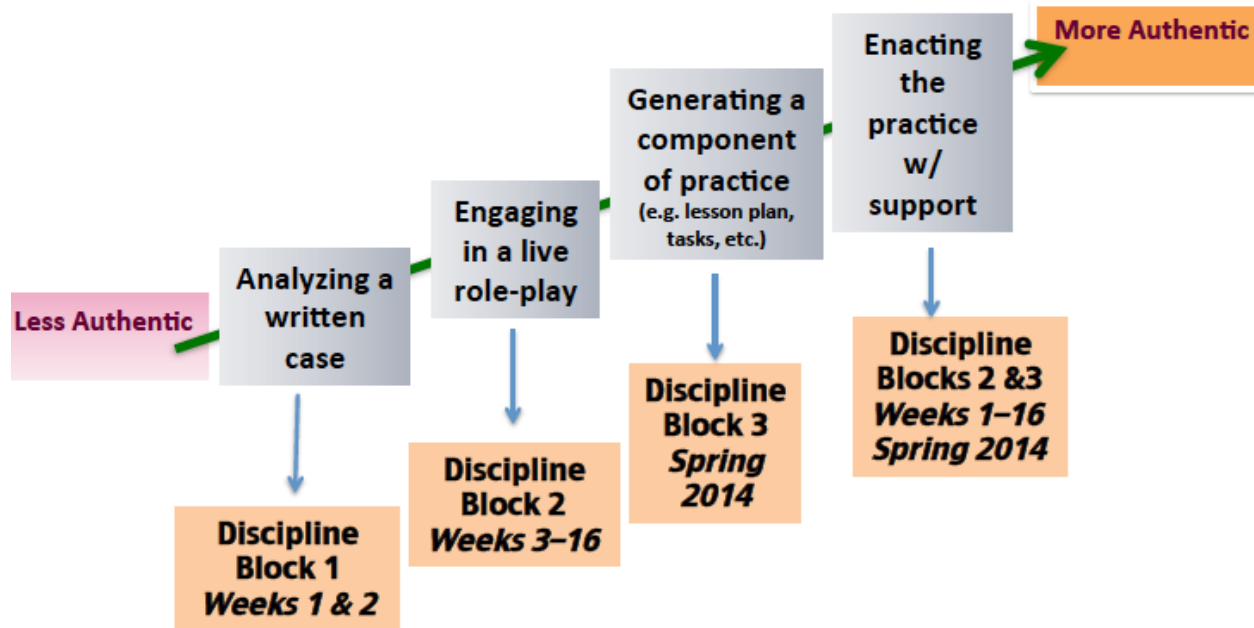 Less Authentic
Analyzing a
written
case
Discipline
Block 1
Weeks 1 & 2
Engaging
in a live
role-play
Discipline
Block 2
Weeks 3–16
Generating a
component
of practice
(e.g. lesson plan,
tasks, etc.)
Discipline
Block 3
Spring
2014
Enacting
the
practice
w/
support
Discipline
Blocks 2 &3
Weeks 1–16
Spring 2014
More Authentic